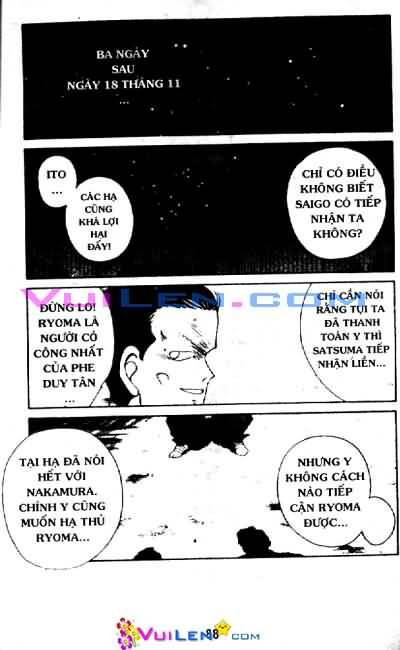 BA NGÀY
SAU
NGÀY 18 THÁNG 11
...
CHỈ CÓ ĐIỀU
KHÔNG BIẾT
SAIGO CÓ TIẾP
NHẬN TA
KHÔNG?
ITO
...
CÁC HẠ
CŨNG
KHÁ LỢI
HẠI
ĐẤY!
CHỈ CẦN NÓI
RẰNG TỤI TA
ĐÃ THANH
TOÁN Y THÌ
SATSUMA TIẾP
NHẬN LIỀN...
ĐỪNG LO!
RYOMA LÀ
NGƯỜI CÓ
CÔNG NHẤT
CỦA PHE
DUY TÂN
...
VUILEN.COM
NHƯNG Y
KHÔNG CÁCH
NÀO TIẾP
CẬN RYOMA
ĐƯỢC...
TẠI HẠ ĐÃ NÓI
HẾT VỚI
NAKAMURA.
CHÍNH Y CŨNG
MUỐN HẠ THỦ
RYOMA...
88
VUILEN.COM